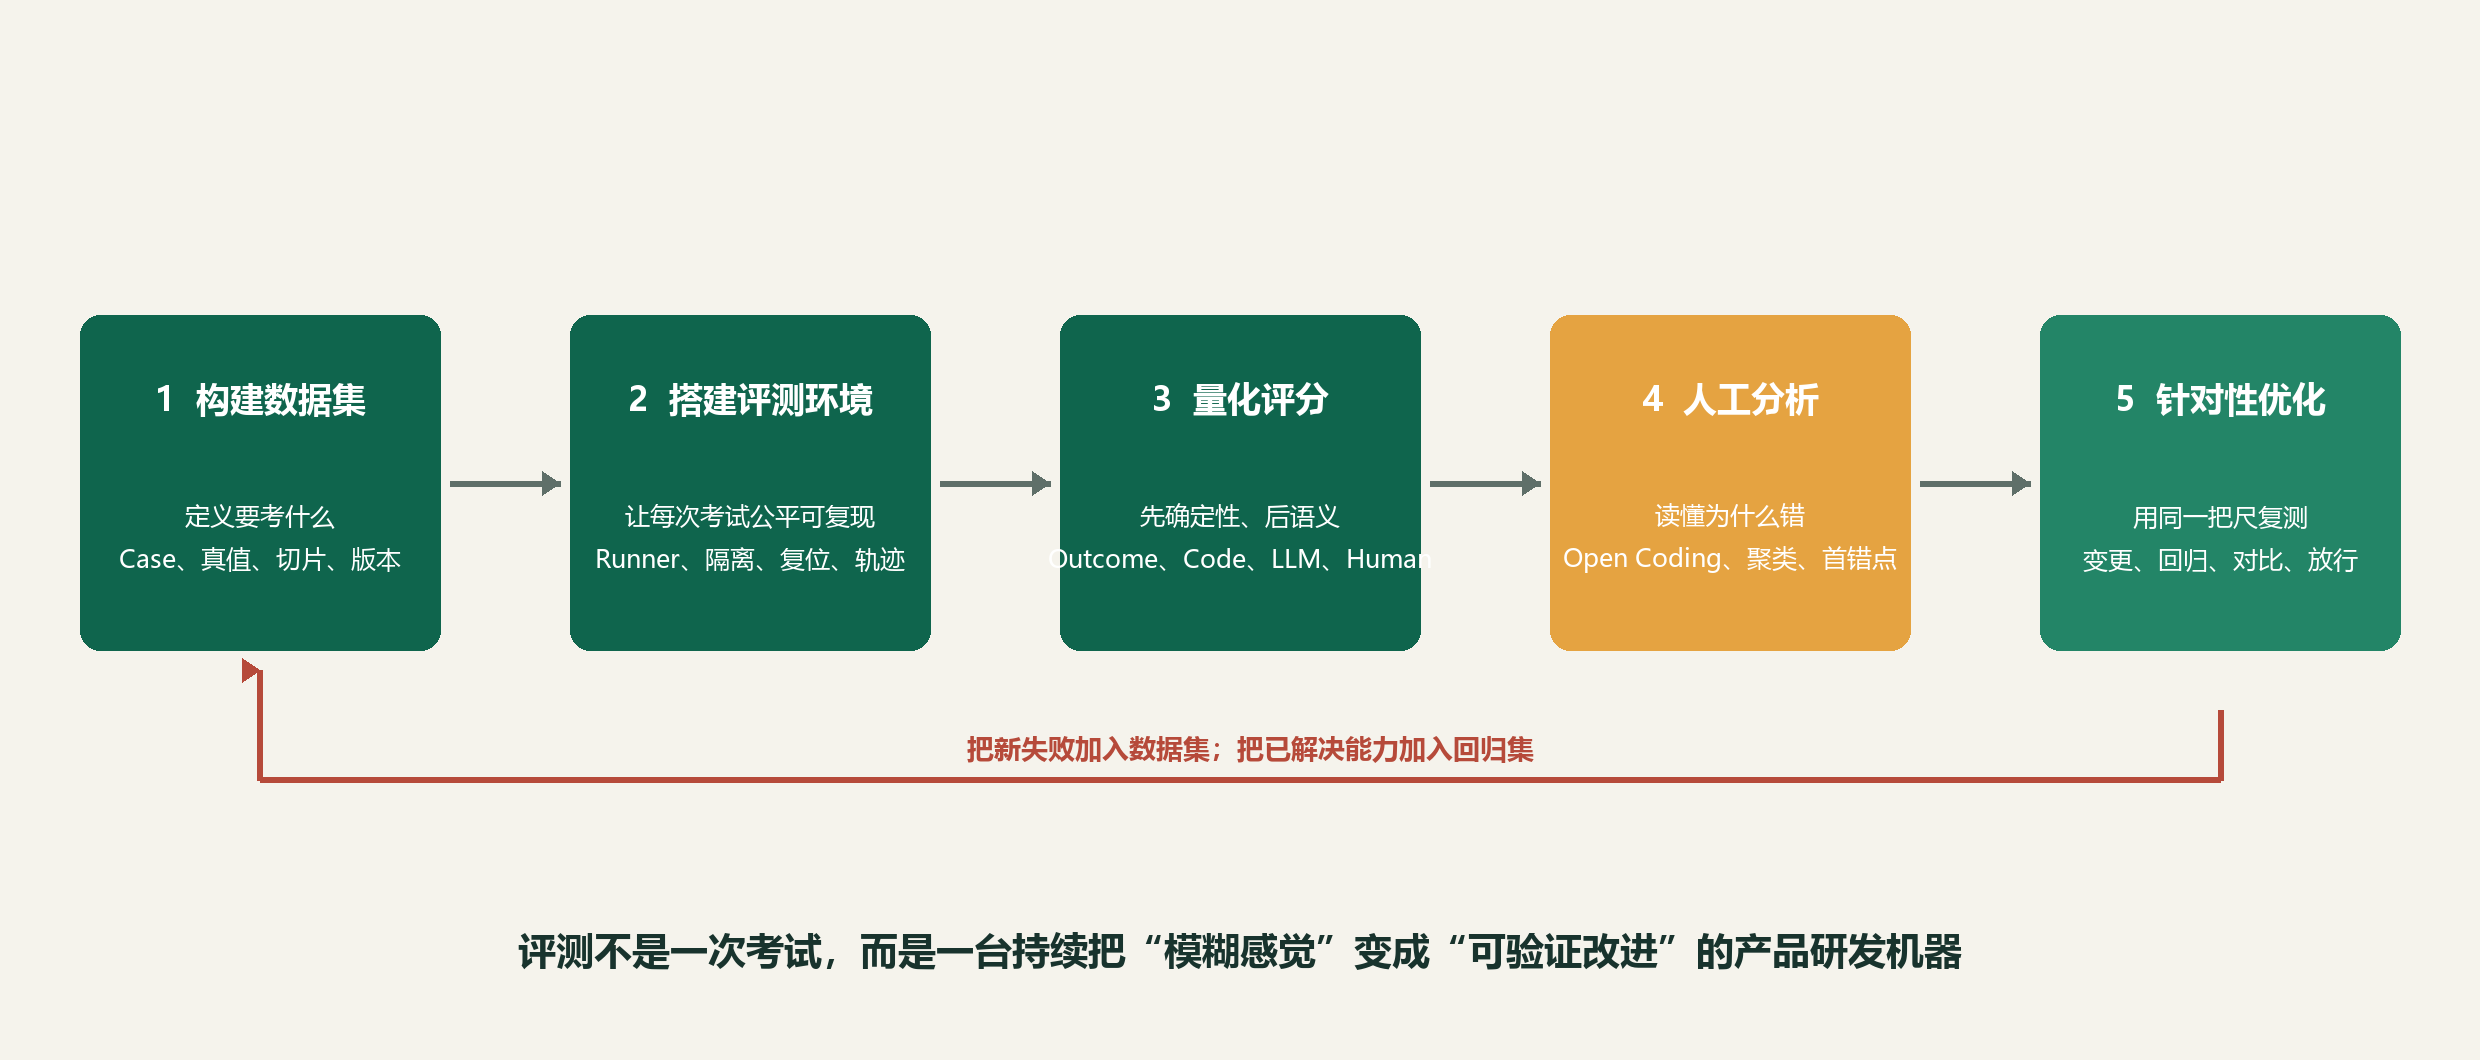 1 构建数据集
定义要考什么
Case、真值、切片、版本
2 搭建评测环境
让每次考试公平可复现
Runner、隔离、复位、轨迹
3 量化评分
先确定性、后语义
Outcome、Code、LLM、Human
4 人工分析
读懂为什么错
Open Coding、聚类、首错点
5 针对性优化
用同一把尺复测
变更、回归、对比、放行
把新失败加入数据集；把已解决能力加入回归集
评测不是一次考试，而是一台持续把“模糊感觉”变成“可验证改进”的产品研发机器